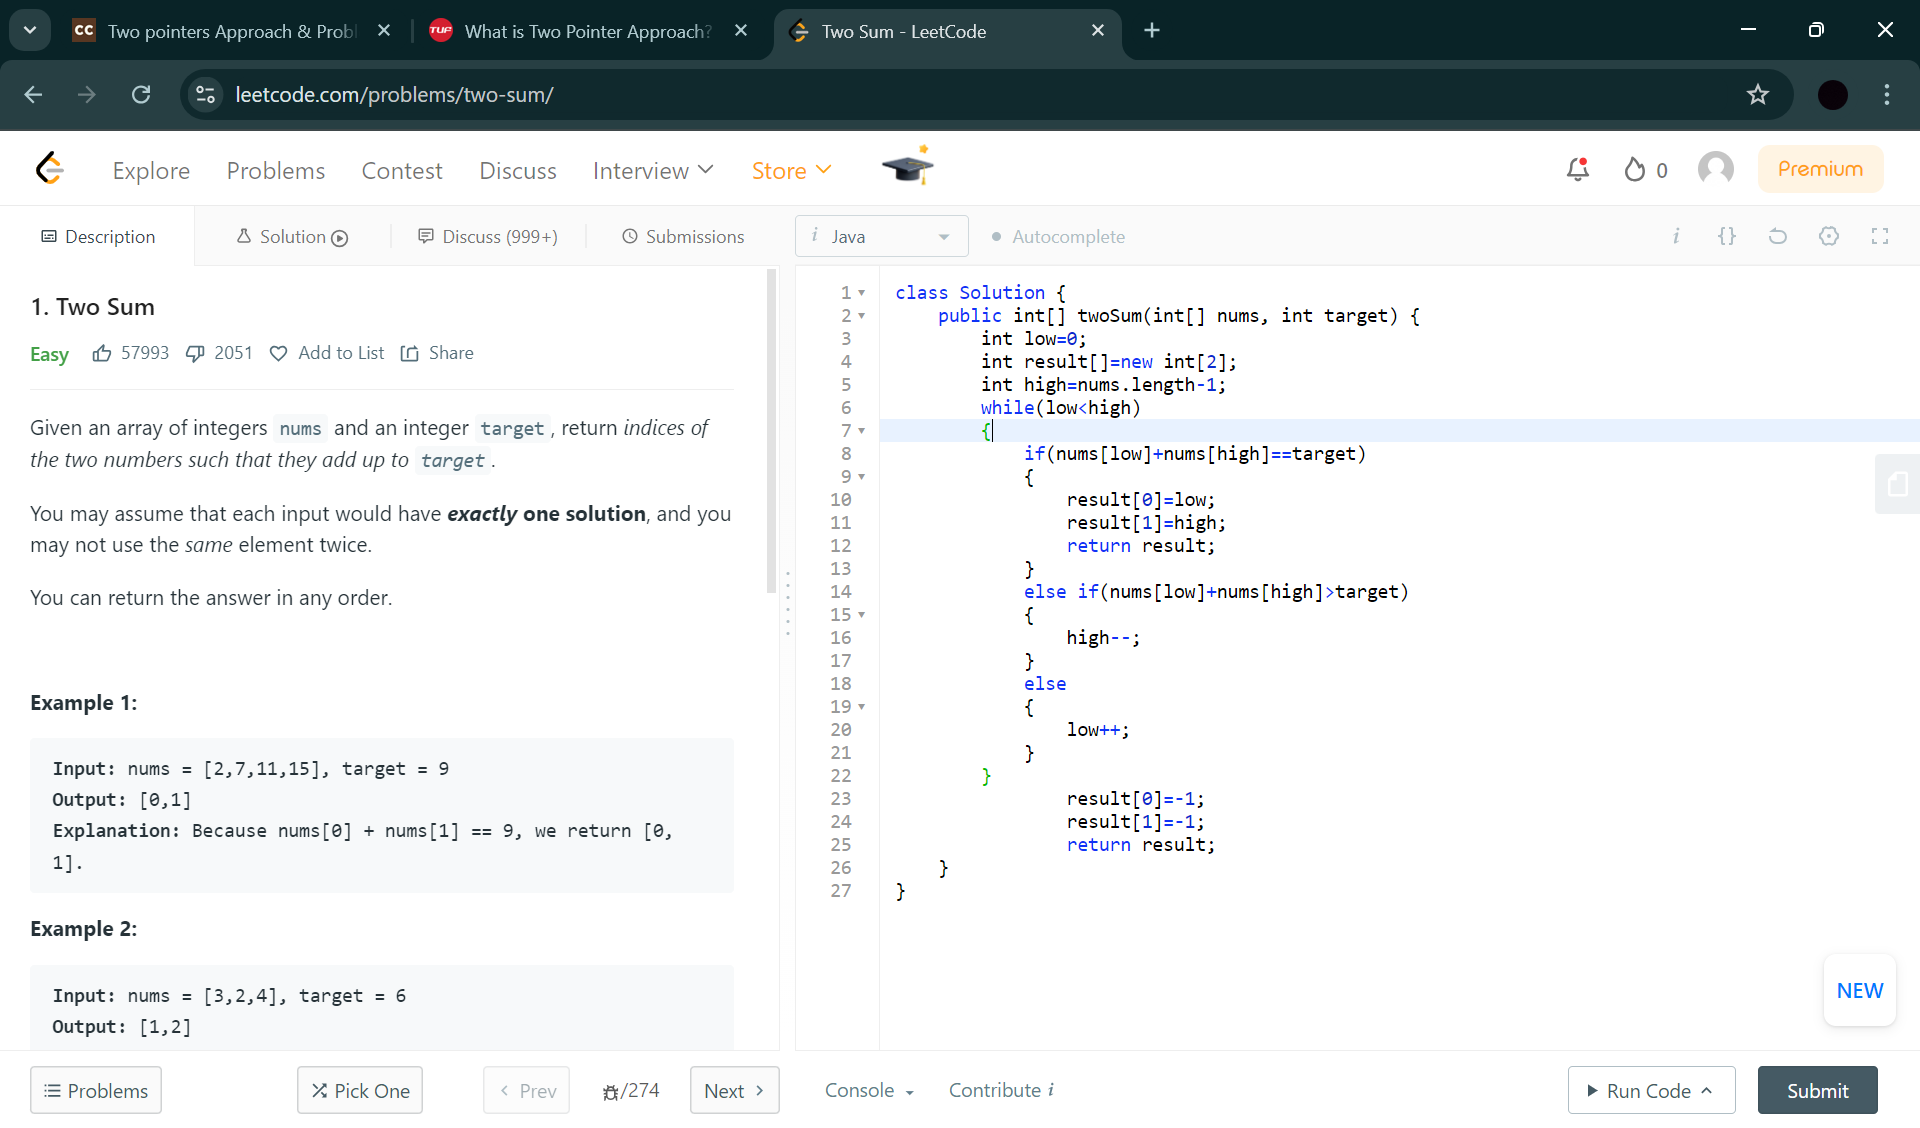 CC Two pointers Approach & Probl
TUF What is Two Pointer Approach?
Two Sum - LeetCode
leetcode.com/problems/two-sum/
Explore Problems Contest Discuss Interview Store
0 Premium
Description Solution Discuss (999+) Submissions
i Java Autocomplete i {}
1. Two Sum
Easy 57993 2051 Add to List Share
Given an array of integers nums and an integer target, return indices of
the two numbers such that they add up to target.
You may assume that each input would have exactly one solution, and you
may not use the same element twice.
You can return the answer in any order.
Example 1:
Input: nums = [2,7,11,15], target = 9
Output: [0,1]
Explanation: Because nums[0] + nums[1] == 9, we return [0,
1].
Example 2:
Input: nums = [3,2,4], target = 6
Output: [1,2]
1 class Solution {
2     public int[] twoSum(int[] nums, int target) {
3         int low=0;
4         int result[]=new int[2];
5         int high=nums.length-1;
6         while(low<high)
7         {
8             if(nums[low]+nums[high]==target)
9             {
10                 result[0]=low;
11                 result[1]=high;
12                 return result;
13             }
14             else if(nums[low]+nums[high]>target)
15             {
16                 high--;
17             }
18             else
19             {
20                 low++;
21             }
22         }
23                 result[0]=-1;
24                 result[1]=-1;
25                 return result;
26     }
27 }
NEW
Problems Pick One Prev /274 Next Console Contribute i Run Code Submit